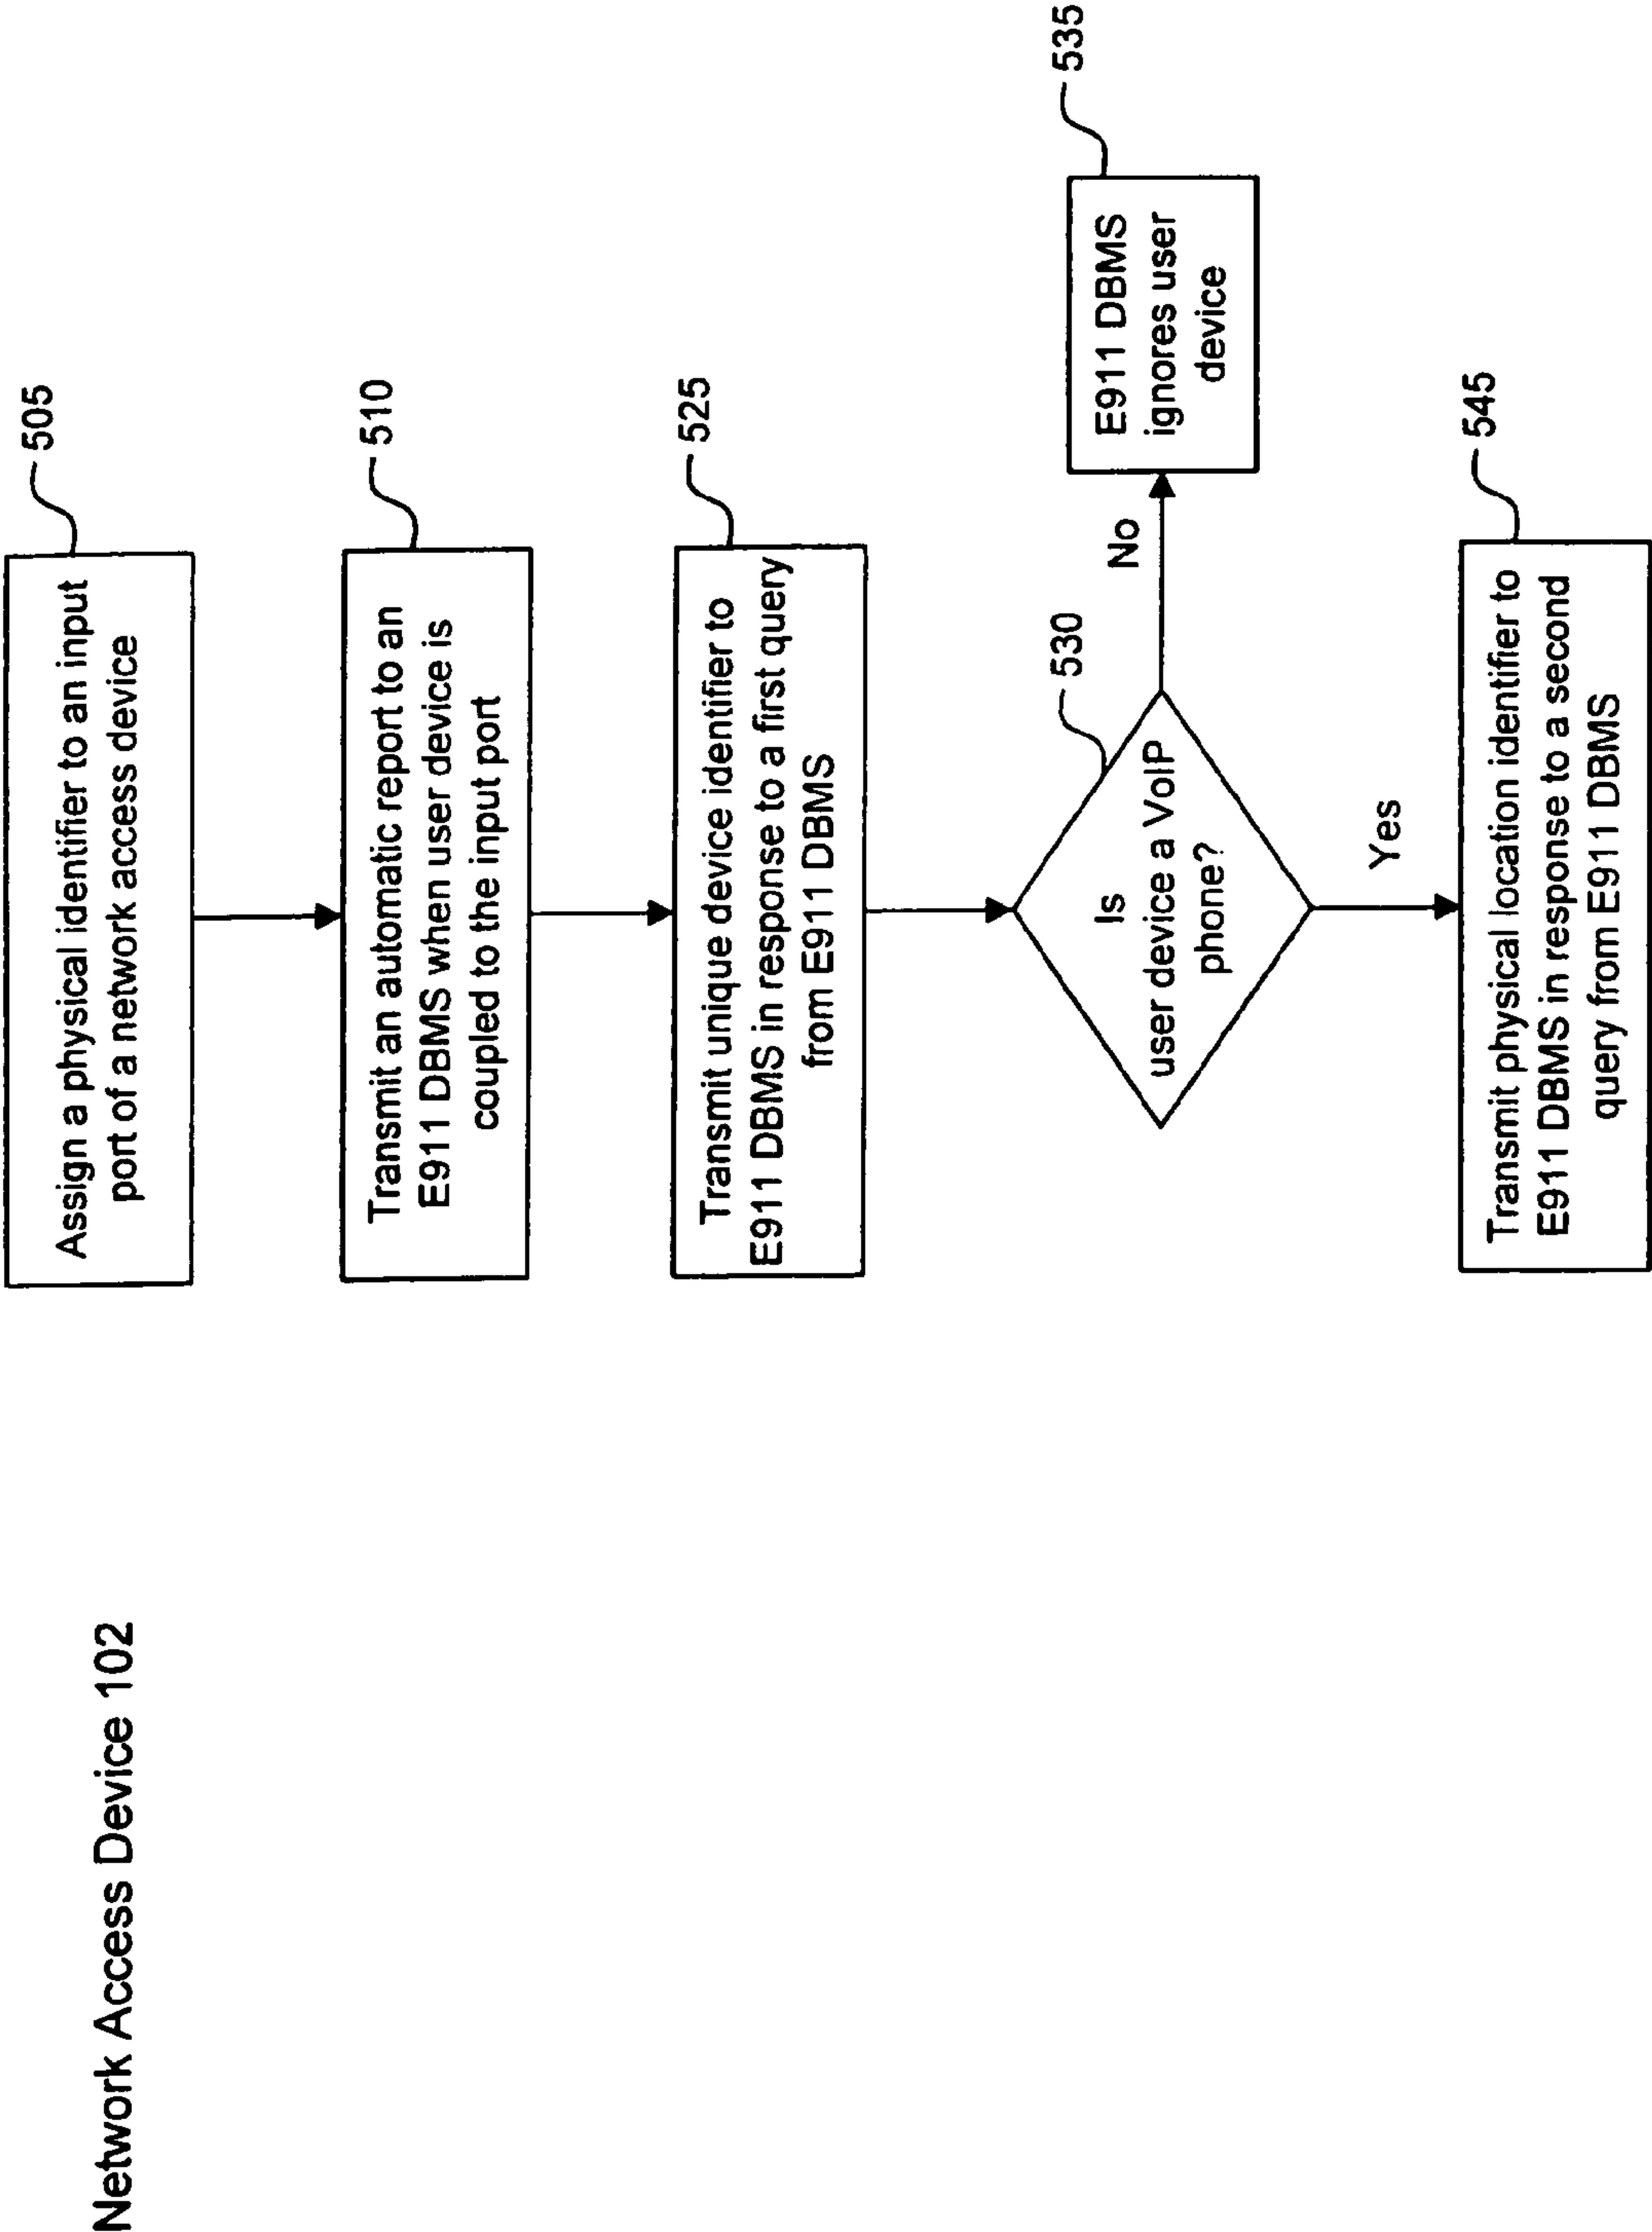 Network Access Device 102
505
Assign a physical identifier to an input
port of a network access device
510
Transmit an automatic report to an
E911 DBMS when user device is
coupled to the input port
525
Transmit unique device identifier to
E911 DBMS in response to a first query
from E911 DBMS
530
Is
user device a VoIP
phone?
No
535
E911 DBMS
ignores user
device
Yes
545
Transmit physical location identifier to
E911 DBMS in response to a second
query from E911 DBMS